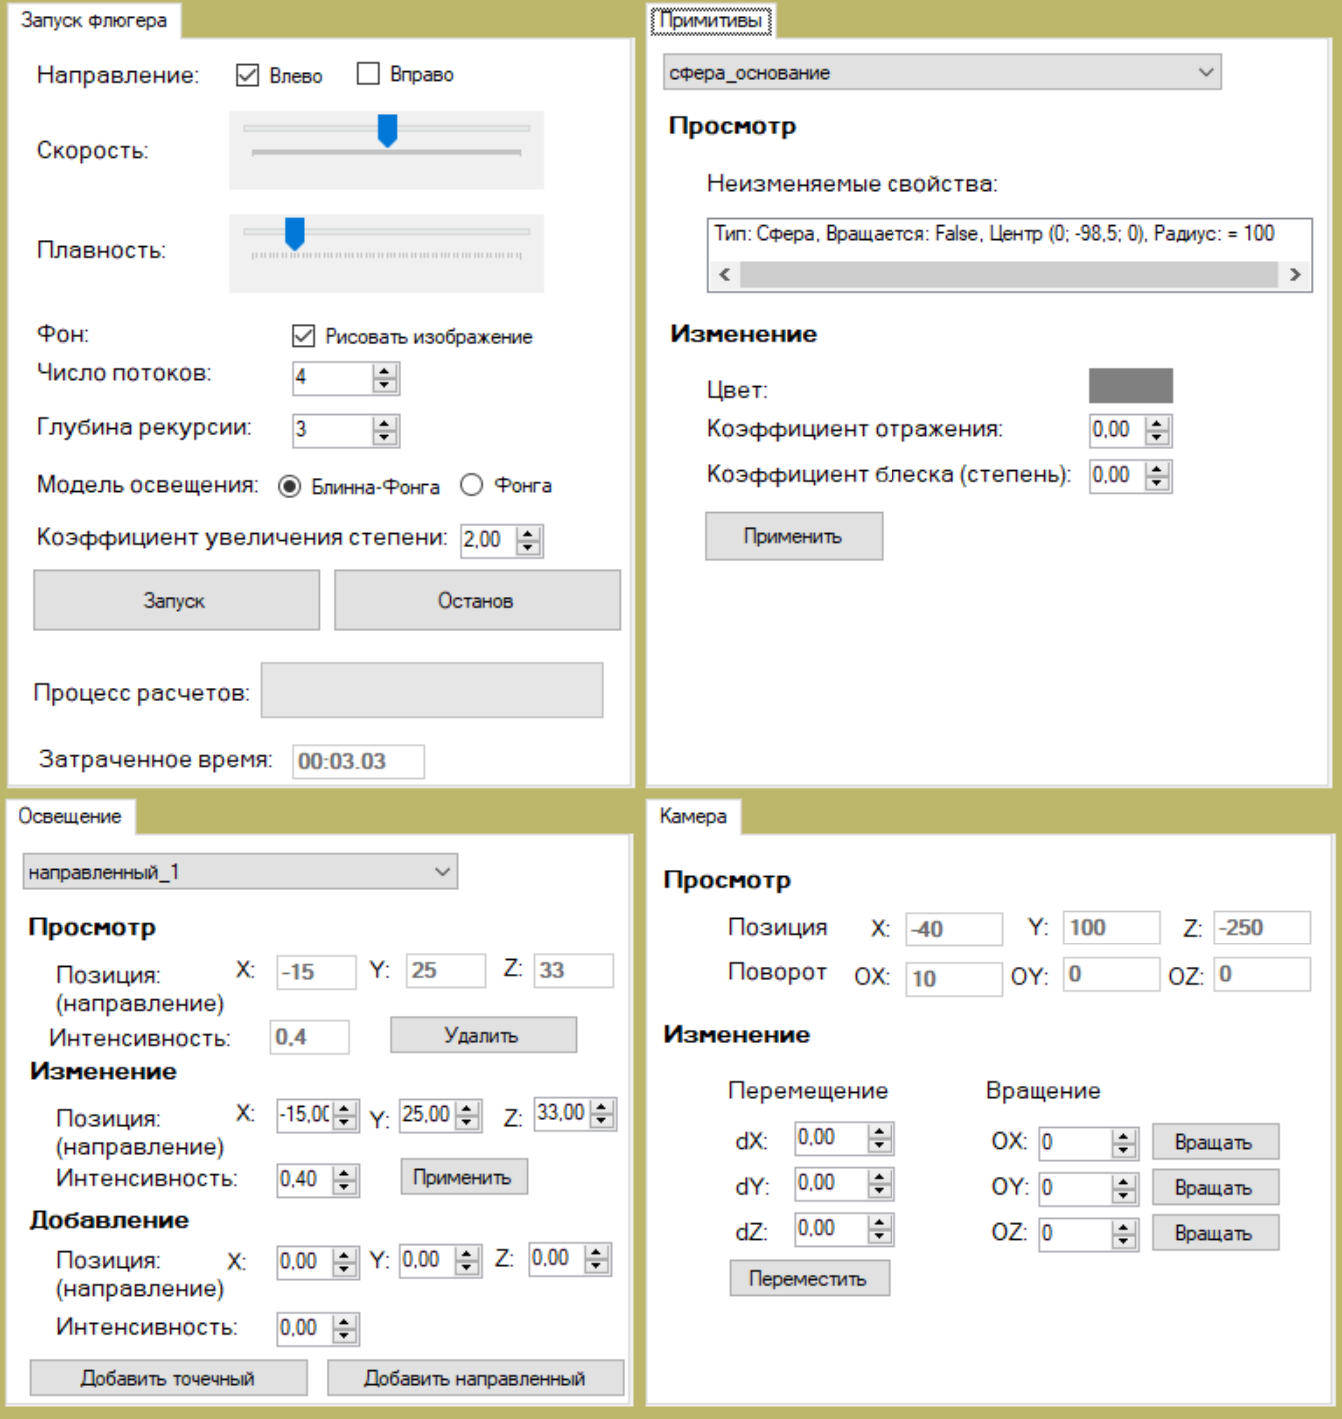 Запуск флюгера
Направление: Влево Вправо
Скорость:
Плавность:
Фон: Рисовать изображение
Число потоков: 4
Глубина рекурсии: 3
Модель освещения: Блинна-Фонга Фонга
Коэффициент увеличения степени: 2,00
Запуск Останов
Процесс расчетов:
Затраченное время: 00:03.03
Примитивы
сфера_основание
Просмотр
Неизменяемые свойства:
Тип: Сфера, Вращается: False, Центр (0; -98,5; 0), Радиус: = 100
Изменение
Цвет:
Коэффициент отражения: 0,00
Коэффициент блеска (степень): 0,00
Применить
Освещение
направленный_1
Просмотр
Позиция: X: -15 Y: 25 Z: 33
(направление)
Интенсивность: 0,4 Удалить
Изменение
Позиция: X: -15,00 Y: 25,00 Z: 33,00
(направление)
Интенсивность: 0,40 Применить
Добавление
Позиция: X: 0,00 Y: 0,00 Z: 0,00
(направление)
Интенсивность: 0,00
Добавить точечный Добавить направленный
Камера
Просмотр
Позиция X: -40 Y: 100 Z: -250
Поворот OX: 10 OY: 0 OZ: 0
Изменение
Перемещение Вращение
dX: 0,00 OX: 0 Вращать
dY: 0,00 OY: 0 Вращать
dZ: 0,00 OZ: 0 Вращать
Переместить